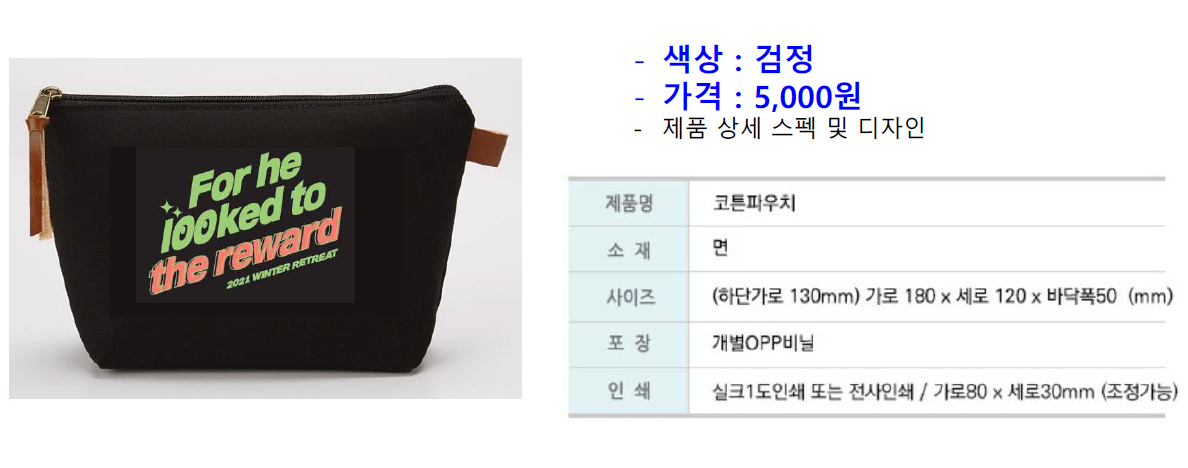 For he
looked to
the reward
2021 WINTER RETREAT
- 색상 : 검정
- 가격 : 5,000원
- 제품 상세 스펙 및 디자인
제품명 코튼파우치
소 재 면
사이즈 (하단가로 130mm) 가로 180 x 세로 120 x 바닥폭50 (mm)
포 장 개별OPP비닐
인 쇄 실크1도인쇄 또는 전사인쇄 / 가로80 x 세로30mm (조정가능)